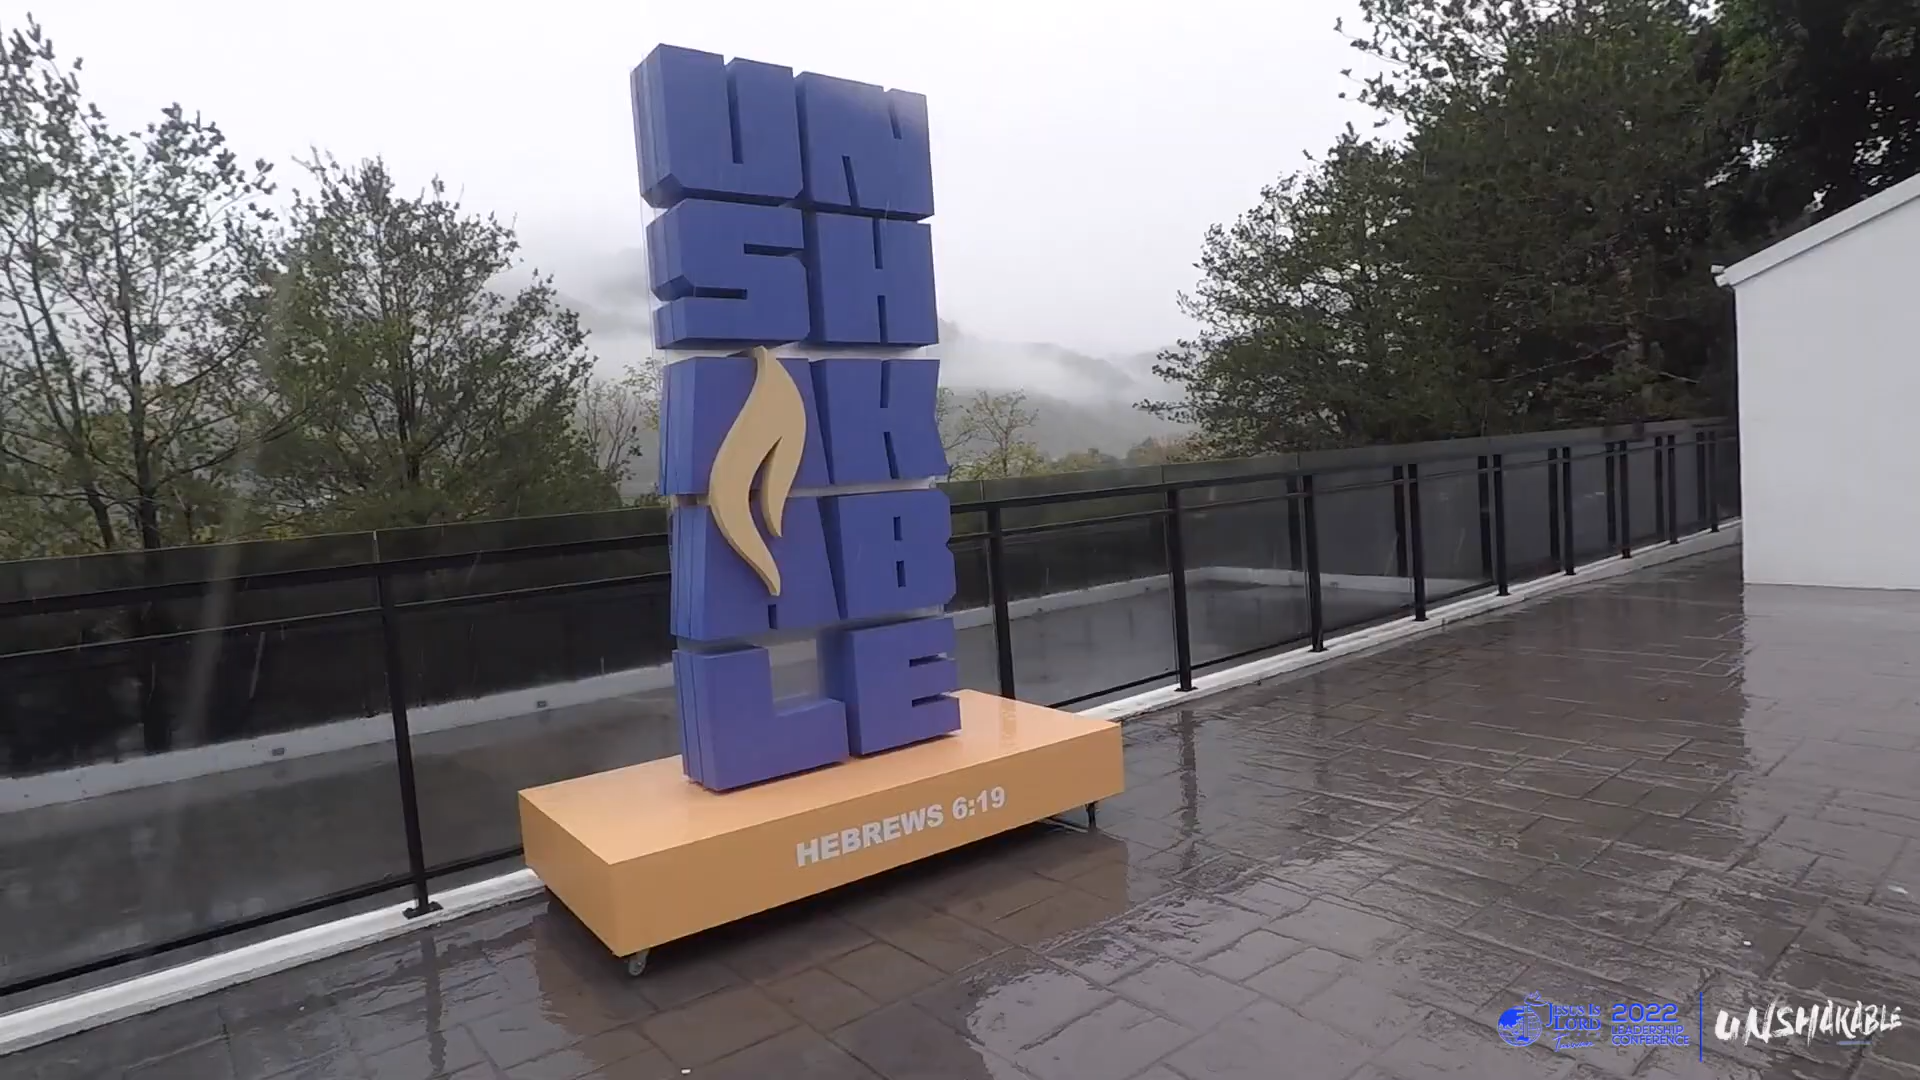 UN
SH
AK
AB
LE
HEBREWS 6:19
JESUS IS
LORD
2022
LEADERSHIP
CONFERENCE
UNSHAKABLE